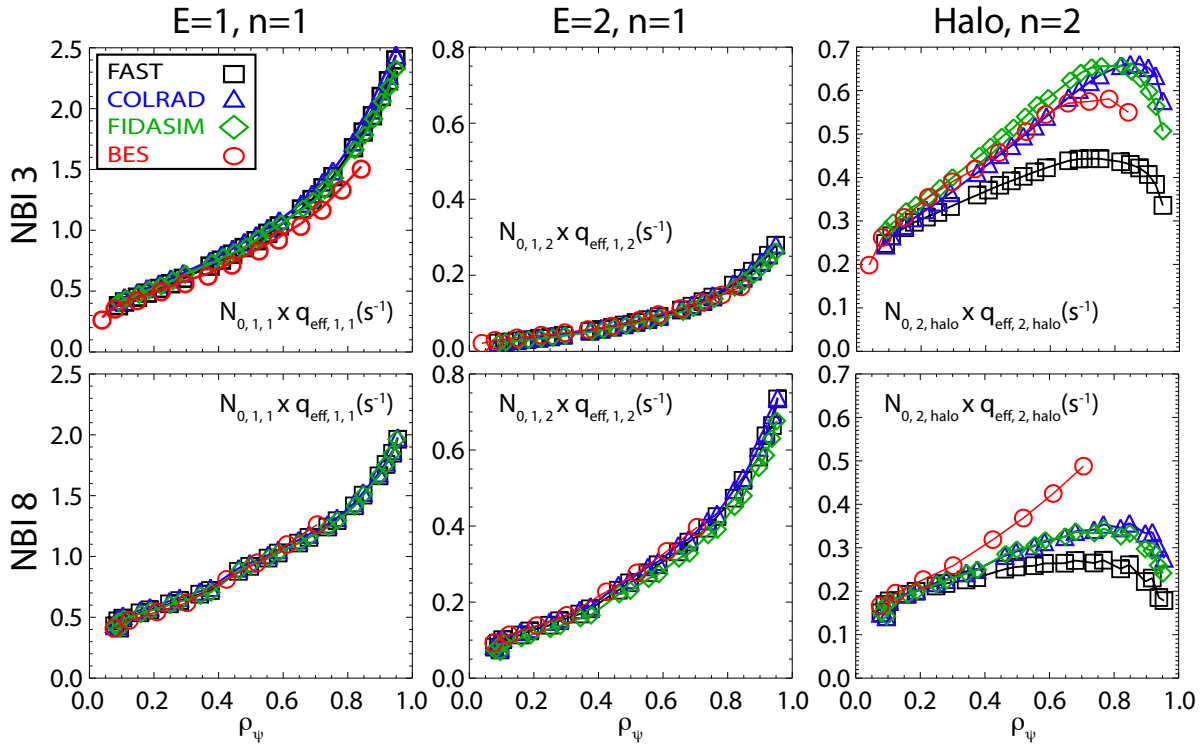 E=1, n=1
E=2, n=1
Halo, n=2
NBI 3
2.5
2.0
1.5
1.0
0.5
0.0
FAST
COLRAD
FIDASIM
BES
N0, 1, 1 x qeff, 1, 1(s-1)
0.8
0.6
0.4
0.2
0.0
N0, 1, 2 x qeff, 1, 2(s-1)
0.7
0.6
0.5
0.4
0.3
0.2
0.0
N0, 2, halo x qeff, 2, halo(s-1)
NBI 8
2.5
2.0
1.5
1.0
0.5
0.0
N0, 1, 1 x qeff, 1, 1(s-1)
0.0 0.2 0.4 0.6 0.8 1.0
ρψ
0.8
0.6
0.4
0.2
0.0
N0, 1, 2 x qeff, 1, 2(s-1)
0.0 0.2 0.4 0.6 0.8 1.0
ρψ
0.7
0.6
0.5
0.4
0.3
0.2
0.1
0.0
N0, 2, halo x qeff, 2, halo(s-1)
0.0 0.2 0.4 0.6 0.8 1.0
ρψ